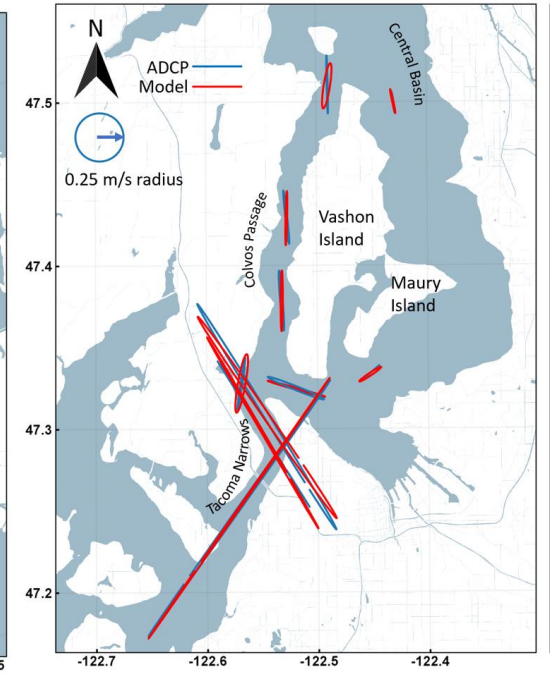 N
Central Basin
ADCP
Model
47.5
0.25 m/s radius
Colvos Passage
Vashon
Island
47.4
Maury
Island
47.3
Tacoma Narrows
47.2
5
-122.7
-122.6
-122.5
-122.4